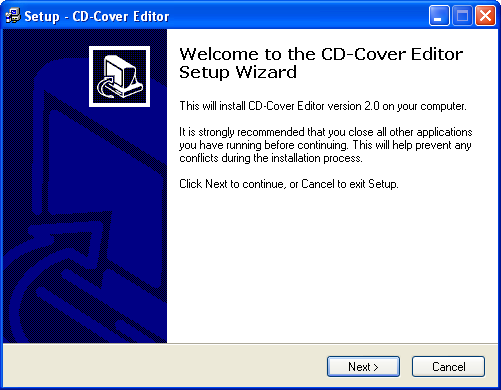 Setup - CD-Cover Editor
Welcome to the CD-Cover Editor
Setup Wizard
This will install CD-Cover Editor version 2.0 on your computer.
It is strongly recommended that you close all other applications
you have running before continuing. This will help prevent any
conflicts during the installation process.
Click Next to continue, or Cancel to exit Setup.
Next >
Cancel